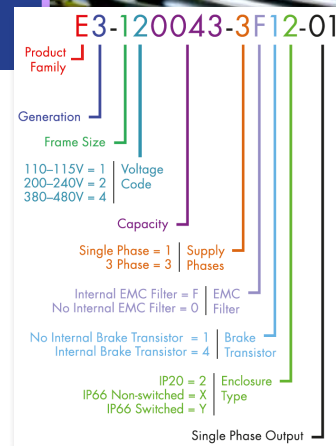 E3-120043-3F12-01
Product
Family
Generation
Frame Size
110–115V = 1
200–240V = 2
380–480V = 4
Voltage
Code
Capacity
Single Phase = 1
3 Phase = 3
Supply
Phases
Internal EMC Filter = F
No Internal EMC Filter = 0
EMC
Filter
No Internal Brake Transistor = 1
Internal Brake Transistor = 4
Brake
Transistor
IP20 = 2
IP66 Non-switched = X
IP66 Switched = Y
Enclosure
Type
Single Phase Output